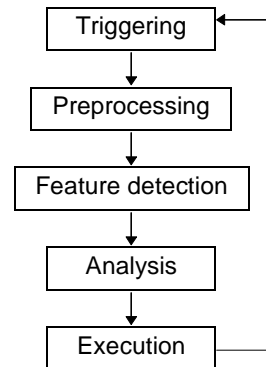 Triggering
Preprocessing
Feature detection
Analysis
Execution